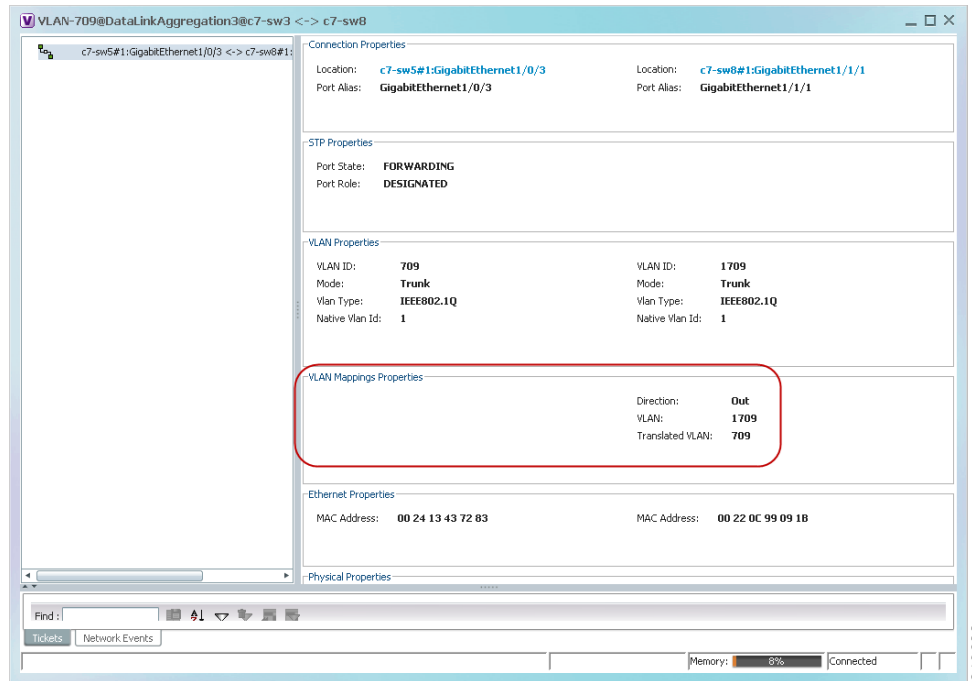 VLAN-709@DataLinkAggregation3@c7-sw3 <-> c7-sw8
c7-sw5#1:GigabitEthernet1/0/3 <-> c7-sw8#1:
Connection Properties
Location: c7-sw5#1:GigabitEthernet1/0/3 Location: c7-sw8#1:GigabitEthernet1/1/1
Port Alias: GigabitEthernet1/0/3 Port Alias: GigabitEthernet1/1/1
STP Properties
Port State: FORWARDING
Port Role: DESIGNATED
VLAN Properties
VLAN ID: 709 VLAN ID: 1709
Mode: Trunk Mode: Trunk
Vlan Type: IEEE802.1Q Vlan Type: IEEE802.1Q
Native Vlan Id: 1 Native Vlan Id: 1
VLAN Mappings Properties
Direction: Out
VLAN: 1709
Translated VLAN: 709
Ethernet Properties
MAC Address: 00 24 13 43 72 83 MAC Address: 00 22 0C 99 09 1B
Physical Properties
Find :
Tickets Network Events
Memory: 8% Connected